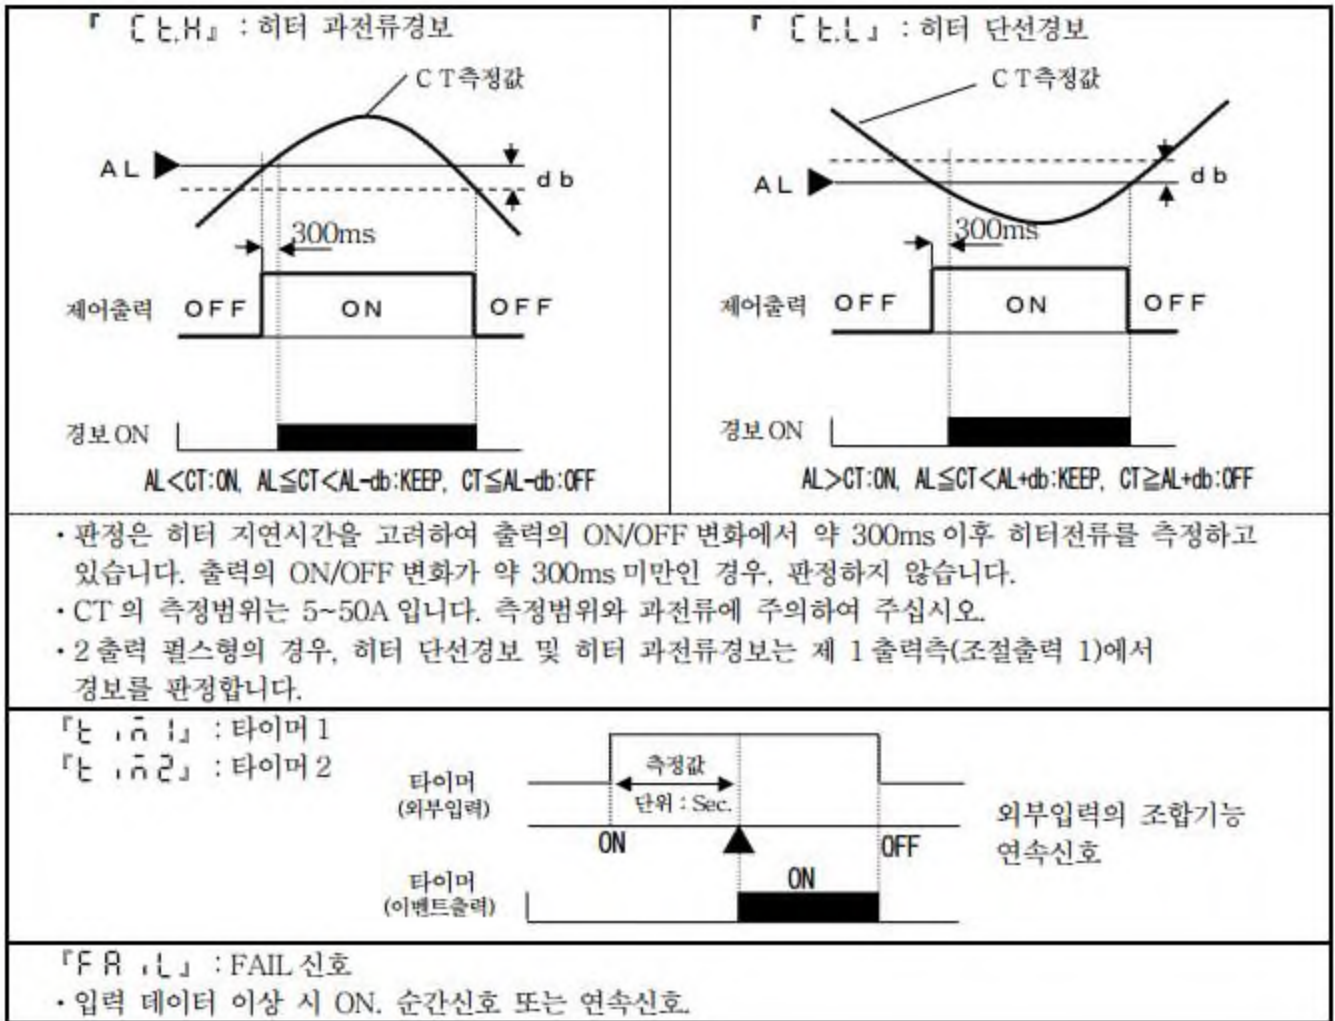 『Ct.H』 : 히터 과전류경보
CT측정값
AL
db
300ms
제어출력 OFF ON OFF
경보 ON
AL<CT:ON, AL≦CT<AL-db:KEEP, CT≦AL-db:OFF
『Ct.L』 : 히터 단선경보
CT측정값
AL
db
300ms
제어출력 OFF ON OFF
경보 ON
AL>CT:ON, AL≦CT<AL+db:KEEP, CT≧AL+db:OFF
・판정은 히터 지연시간을 고려하여 출력의 ON/OFF 변화에서 약 300ms 이후 히터전류를 측정하고
있습니다. 출력의 ON/OFF 변화가 약 300ms 미만인 경우, 판정하지 않습니다.
・CT 의 측정범위는 5~50A 입니다. 측정범위와 과전류에 주의하여 주십시오.
・2 출력 펄스형의 경우, 히터 단선경보 및 히터 과전류경보는 제 1 출력측(조절출력 1)에서
경보를 판정합니다.
『tim1』 : 타이머 1
『tim2』 : 타이머 2
타이머
(외부입력)
측정값
단위 : Sec.
ON
OFF
타이머
(이벤트출력)
ON
외부입력의 조합기능
연속신호
『FAiL』 : FAIL 신호
・입력 데이터 이상 시 ON. 순간신호 또는 연속신호.